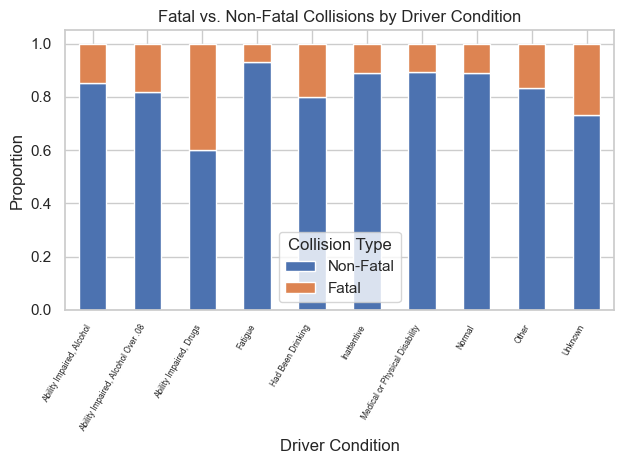 Fatal vs. Non-Fatal Collisions by Driver Condition
Proportion
1.0
0.8
0.6
0.4
0.2
0.0
Collision Type
Non-Fatal
Fatal
Ability Impaired, Alcohol
Ability Impaired, Alcohol Over .08
Ability Impaired, Drugs
Fatigue
Had Been Drinking
Inattentive
Medical or Physical Disability
Normal
Other
Unknown
Driver Condition